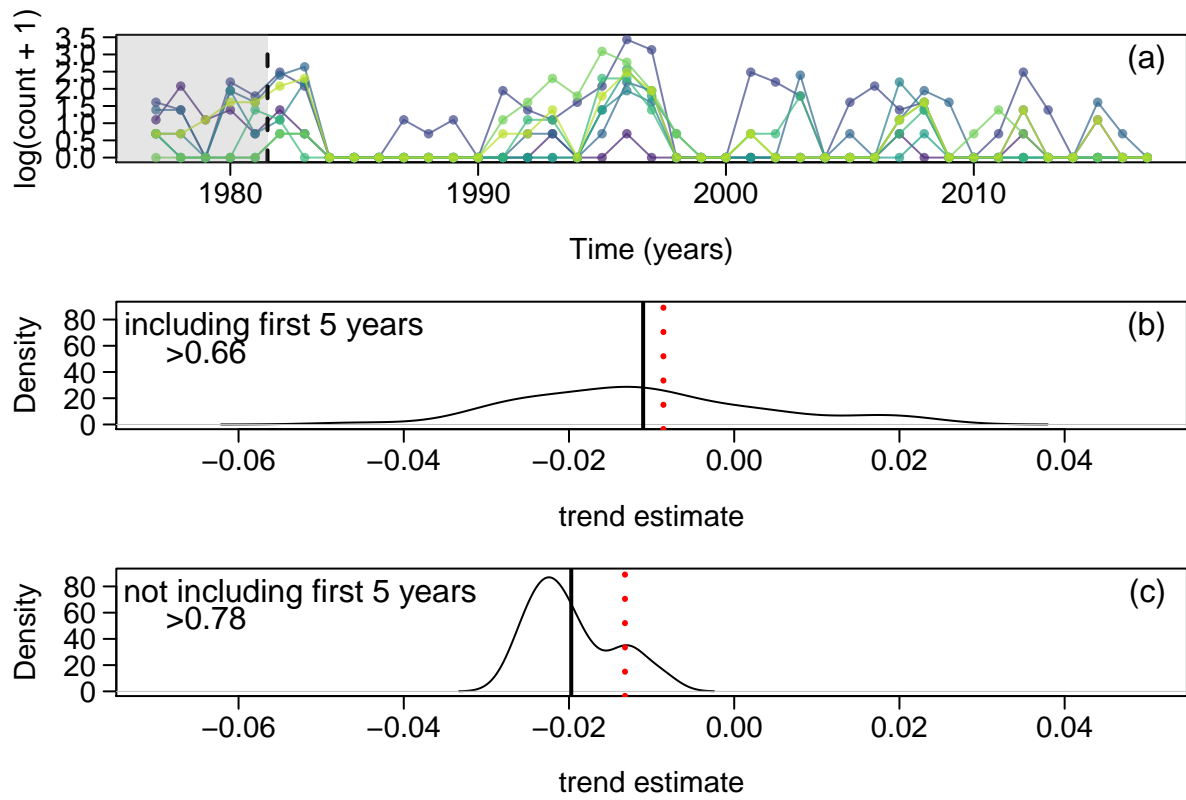 log(count + 1)
3.5
3.0
2.5
2.0
1.5
1.0
0.5
0.0
(a)
1980 1990 2000 2010
Time (years)
Density
80
60
40
20
0
including first 5 years
>0.66
(b)
−0.06 −0.04 −0.02 0.00 0.02 0.04
trend estimate
Density
80
60
40
20
0
not including first 5 years
>0.78
(c)
−0.06 −0.04 −0.02 0.00 0.02 0.04
trend estimate